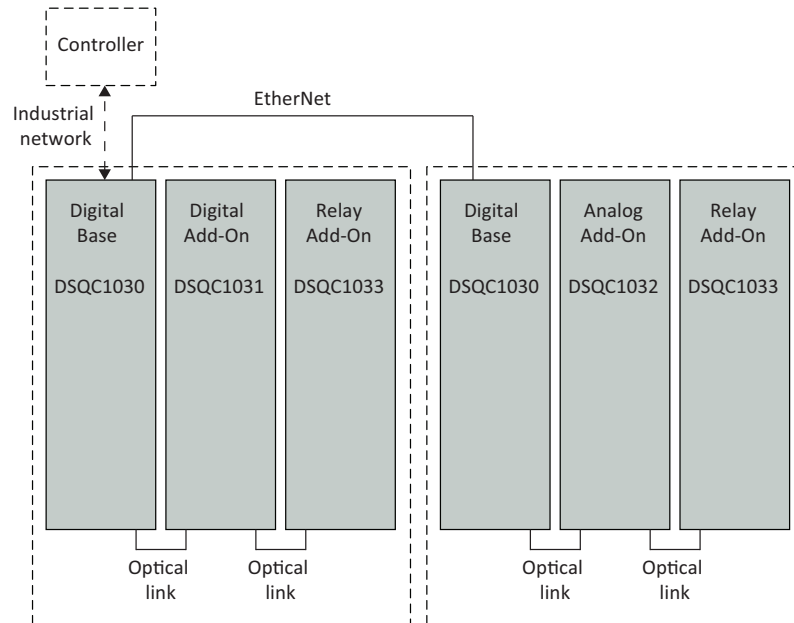 Controller
Industrial
network
EtherNet
Digital
Base
DSQC1030
Digital
Add-On
DSQC1031
Relay
Add-On
DSQC1033
Digital
Base
DSQC1030
Analog
Add-On
DSQC1032
Relay
Add-On
DSQC1033
Optical
link
Optical
link
Optical
link
Optical
link